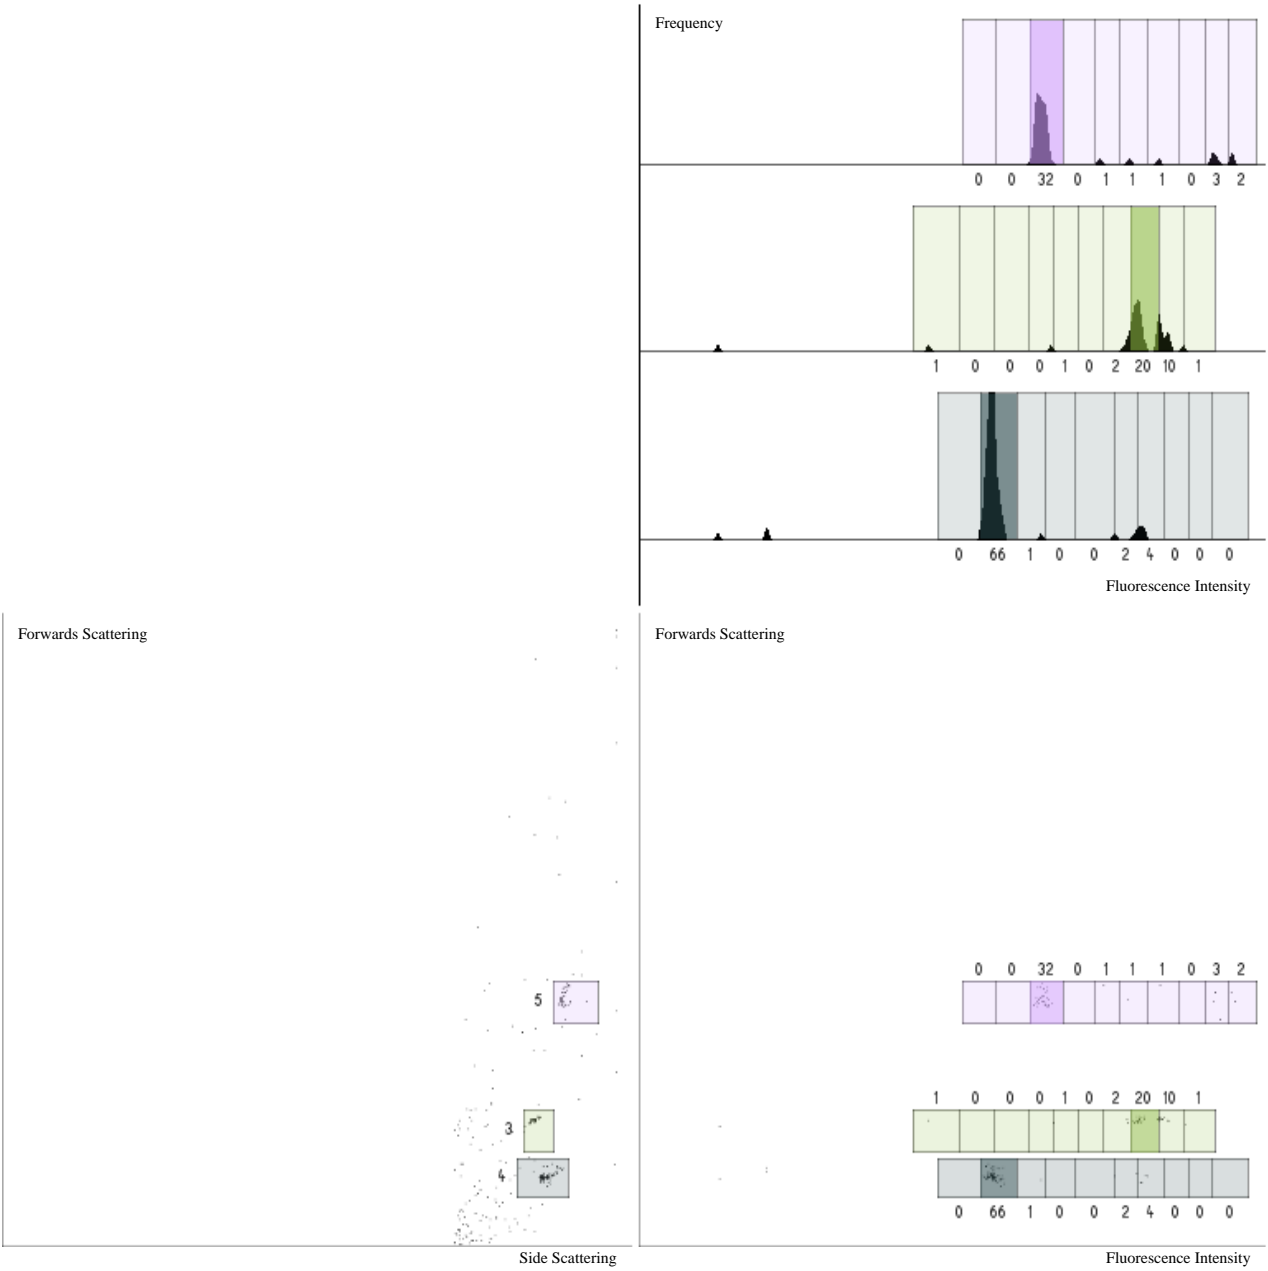 Frequency
0 0 32 0 1 1 1 0 3 2
1 0 0 0 1 0 2 20 10 1
0 66 1 0 0 2 4 0 0 0
Fluorescence Intensity
Forwards Scattering
5
3
4
Side Scattering
Forwards Scattering
0 0 32 0 1 1 1 0 3 2
1 0 0 0 1 0 2 20 10 1
0 66 1 0 0 2 4 0 0 0
Fluorescence Intensity